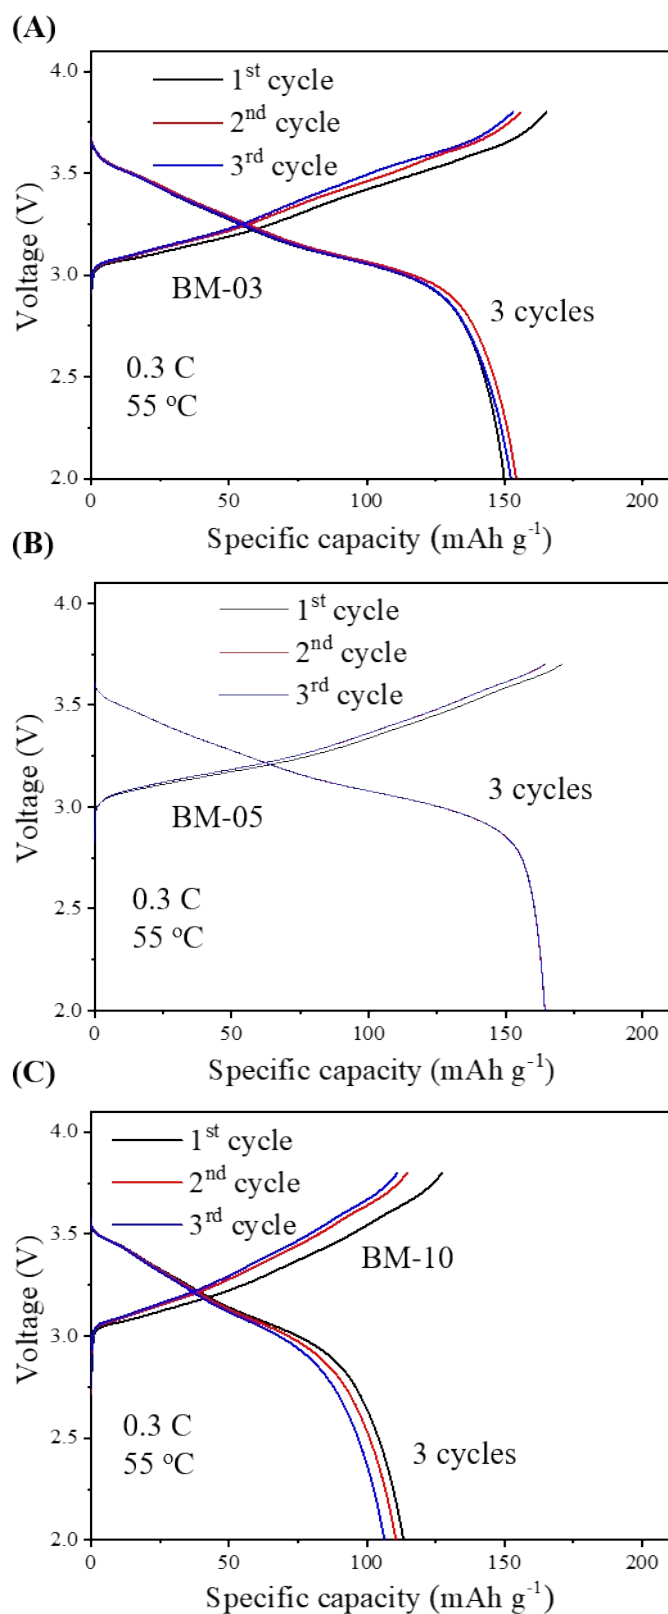 (A)
4.0
1st cycle
2nd cycle
3.5
3rd cycle
Voltage (V)
3.0
BM-03
3 cycles
0.3 C
2.5
55 oC
2.0
0 50 100 150 200
Specific capacity (mAh g-1)
(B)
4.0
1st cycle
2nd cycle
3.5
3rd cycle
Voltage (V)
3.0
BM-05
3 cycles
0.3 C
2.5
55 oC
2.0
0 50 100 150 200
Specific capacity (mAh g-1)
(C)
4.0
1st cycle
2nd cycle
3.5
3rd cycle
BM-10
Voltage (V)
3.0
0.3 C
2.5
55 oC
3 cycles
2.0
0 50 100 150 200
Specific capacity (mAh g-1)